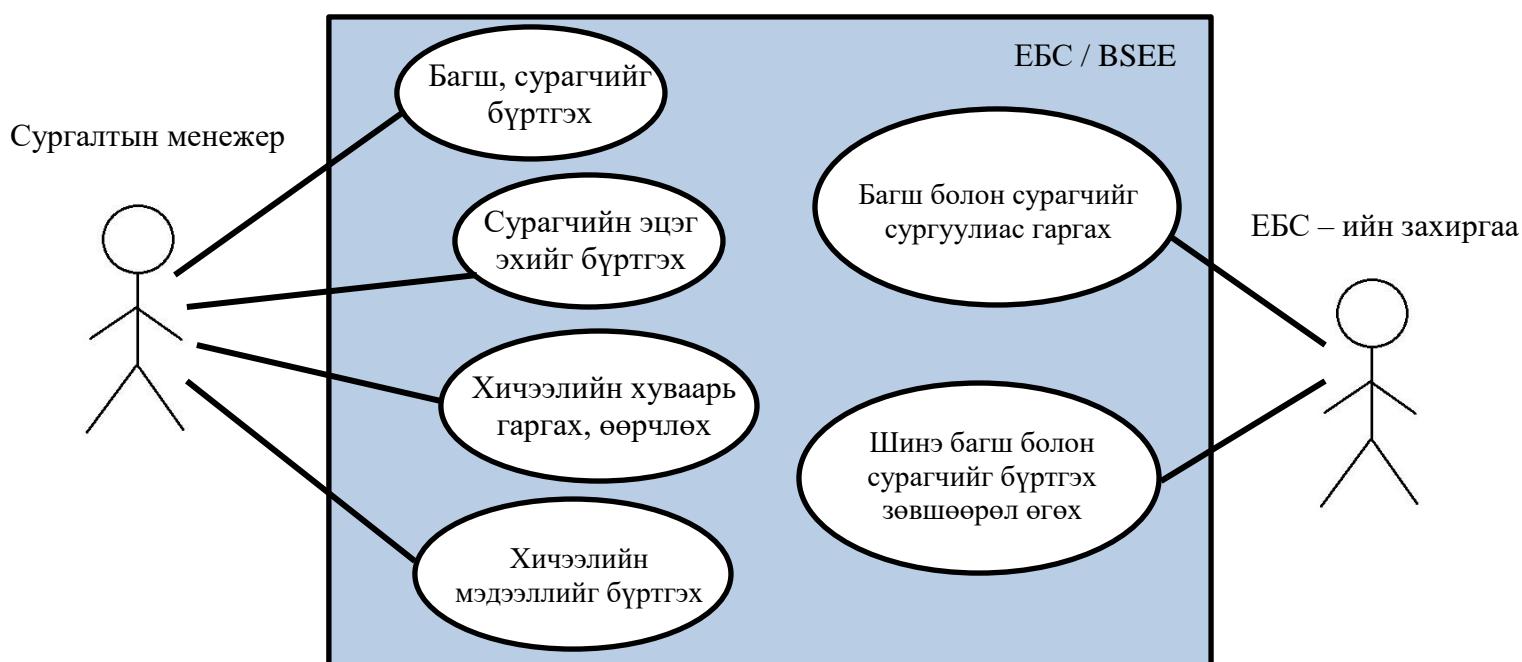 ЕБС / BSEE
Сургалтын менежер
Багш, сурагчийг
бүртгэх
Сурагчийн эцэг
эхийг бүртгэх
Хичээлийн хуваарь
гаргах, өөрчлөх
Хичээлийн
мэдээллийг бүртгэх
Багш болон сурагчийг
сургуулиас гаргах
Шинэ багш болон
сурагчийг бүртгэх
зөвшөөрөл өгөх
ЕБС – ийн захиргаа